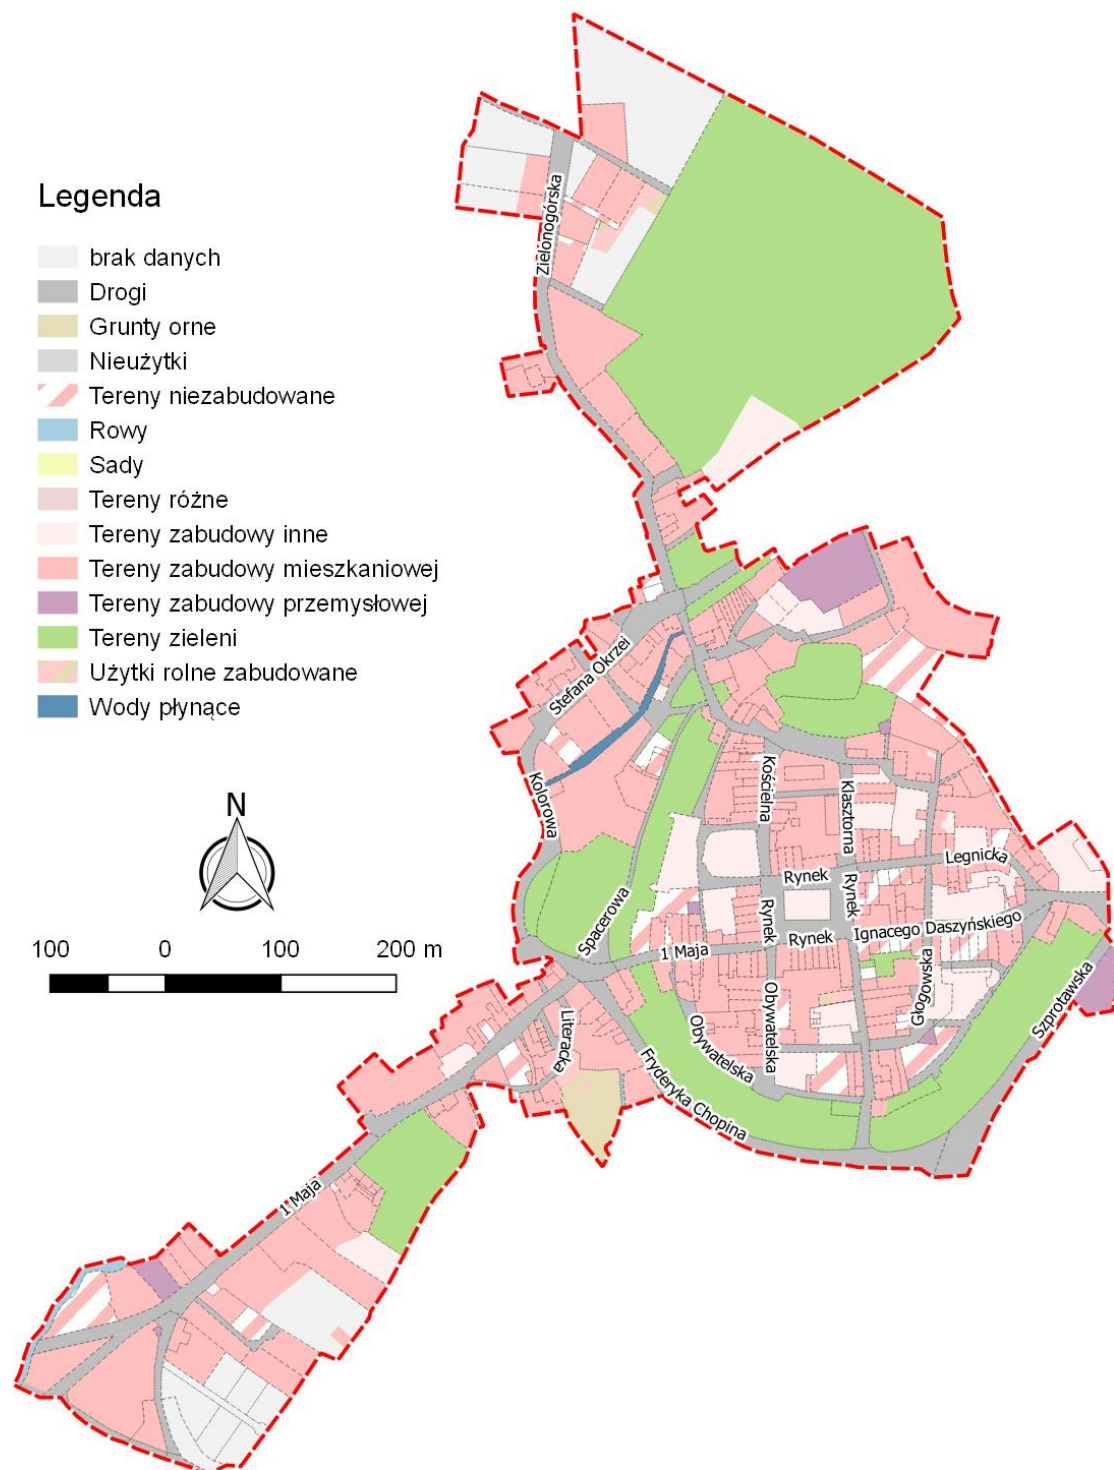 Legenda
brak danych
Drogi
Grunty orne
Nieużytki
Tereny niezabudowane
Rowy
Sady
Tereny różne
Tereny zabudowy inne
Tereny zabudowy mieszkaniowej
Tereny zabudowy przemysłowej
Tereny zieleni
Użytki rolne zabudowane
Wody płynące
N
100 0 100 200 m
Zielonogórska
Stefana Okrzei
Kolorowa
Kościelna
Klasztorna
Legnicka
Rynek
Rynek
Rynek
Rynek
Spacerowa
Ignacego Daszyńskiego
1 Maja
Głogowska
Szprotawska
Obywatelska
Obywatelska
Literacka
Fryderyka Chopina
1 Maja